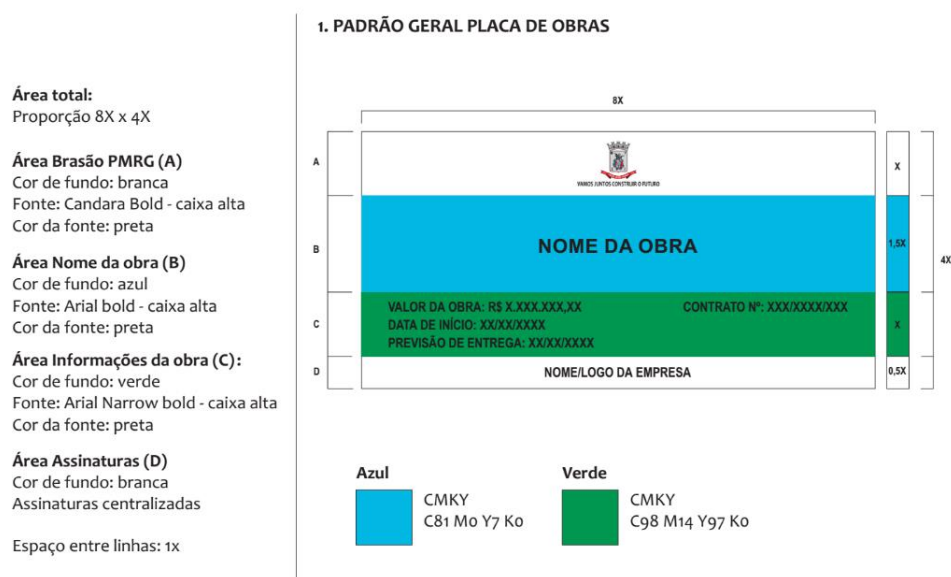 1. PADRÃO GERAL PLACA DE OBRAS
Área total:
Proporção 8X x 4X
Área Brasão PMRG (A)
Cor de fundo: branca
Fonte: Candara Bold - caixa alta
Cor da fonte: preta
Área Nome da obra (B)
Cor de fundo: azul
Fonte: Arial bold - caixa alta
Cor da fonte: preta
Área Informações da obra (C):
Cor de fundo: verde
Fonte: Arial Narrow bold - caixa alta
Cor da fonte: preta
Área Assinaturas (D)
Cor de fundo: branca
Assinaturas centralizadas
Espaço entre linhas: 1x
8X
A
VAMOS JUNTOS CONSTRUIR O FUTURO
X
B
NOME DA OBRA
1,5X
4X
C
VALOR DA OBRA: R$ X.XXX.XXX,XX CONTRATO Nº: XXX/XXXX/XXX
DATA DE INÍCIO: XX/XX/XXXX
X
PREVISÃO DE ENTREGA: XX/XX/XXXX
D
NOME/LOGO DA EMPRESA
0,5X
Azul
CMKY
C81 M0 Y7 K0
Verde
CMKY
C98 M14 Y97 K0